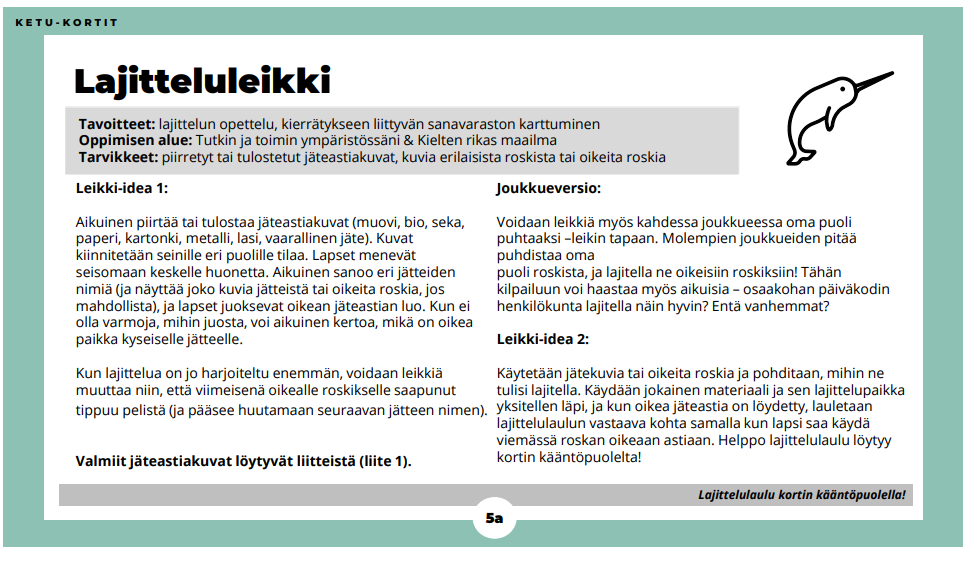 KETU-KORTIT
Lajitteluleikki
Tavoitteet: lajittelun opettelu, kierrätykseen liittyvän sanavaraston karttuminen
Oppimisen alue: Tutkin ja toimin ympäristössäni & Kielten rikas maailma
Tarvikkeet: piirretyt tai tulostetut jäteastiakuvat, kuvia erilaisista roskista tai oikeita roskia
Leikki-idea 1:
Aikuinen piirtää tai tulostaa jäteastiakuvat (muovi, bio, seka,
paperi, kartonki, metalli, lasi, vaarallinen jäte). Kuvat
kiinnitetään seinille eri puolille tilaa. Lapset menevät
seisomaan keskelle huonetta. Aikuinen sanoo eri jätteiden
nimiä (ja näyttää joko kuvia jätteistä tai oikeita roskia, jos
mahdollista), ja lapset juoksevat oikean jäteastian luo. Kun ei
olla varmoja, mihin juosta, voi aikuinen kertoa, mikä on oikea
paikka kyseiselle jätteelle.
Kun lajittelua on jo harjoiteltu enemmän, voidaan leikkiä
muuttaa niin, että viimeisenä oikealle roskikselle saapunut
tippuu pelistä (ja pääsee huutamaan seuraavan jätteen nimen).
Valmiit jäteastiakuvat löytyvät liitteistä (liite 1).
Joukkueversio:
Voidaan leikkiä myös kahdessa joukkueessa oma puoli
puhtaaksi –leikin tapaan. Molempien joukkueiden pitää
puhdistaa oma
puoli roskista, ja lajitella ne oikeisiin roskiksiin! Tähän
kilpailuun voi haastaa myös aikuisia – osaakohan päiväkodin
henkilökunta lajitella näin hyvin? Entä vanhemmat?
Leikki-idea 2:
Käytetään jätekuvia tai oikeita roskia ja pohditaan, mihin ne
tulisi lajitella. Käydään jokainen materiaali ja sen lajittelupaikka
yksitellen läpi, ja kun oikea jäteastia on löydetty, lauletaan
lajittelulaulun vastaava kohta samalla kun lapsi saa käydä
viemässä roskan oikeaan astiaan. Helppo lajittelulaulu löytyy
kortin kääntöpuolelta!
Lajittelulaulu kortin kääntöpuolella!
5a